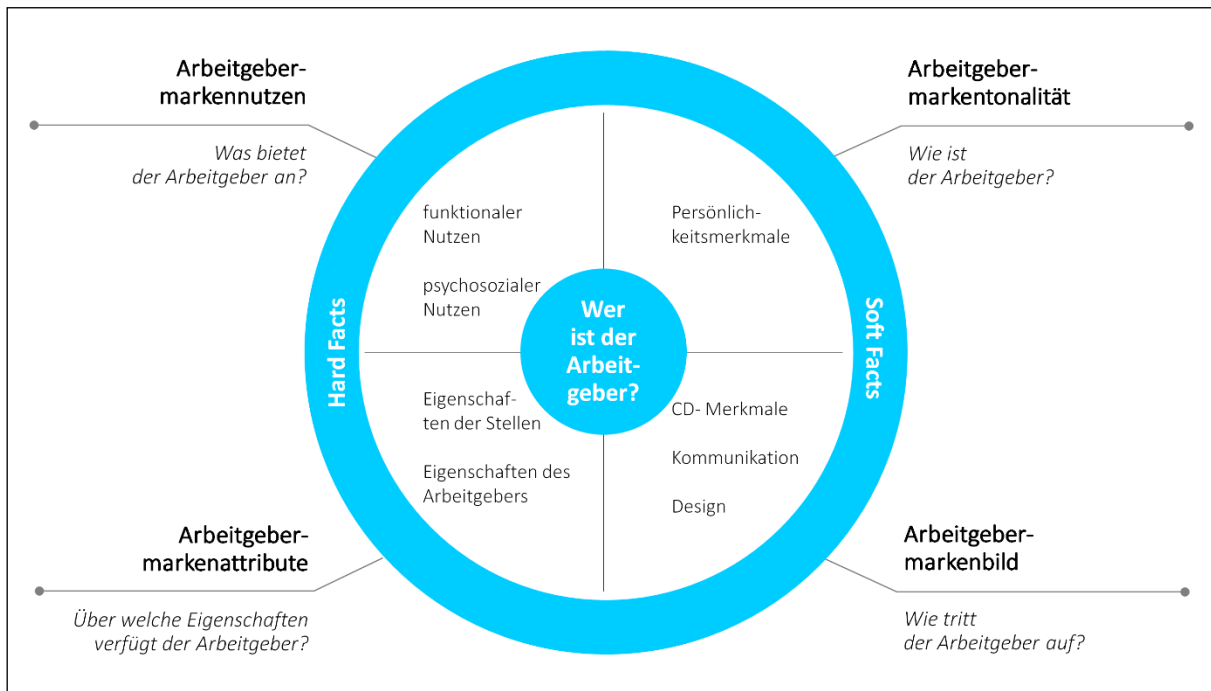 Arbeitgeber-
markennutzen
Was bietet
der Arbeitgeber an?
Arbeitgeber-
markentonalität
Wie ist
der Arbeitgeber?
Hard Facts
funktionaler
Nutzen
psychosozialer
Nutzen
Persönlich-
keitsmerkmale
Wer
ist der
Arbeit-
geber?
Soft Facts
Eigenschaf-
ten der Stellen
Eigenschaften des
Arbeitgebers
CD- Merkmale
Kommunikation
Design
Arbeitgeber-
markenattribute
Über welche Eigenschaften
verfügt der Arbeitgeber?
Arbeitgeber-
markenbild
Wie tritt
der Arbeitgeber auf?